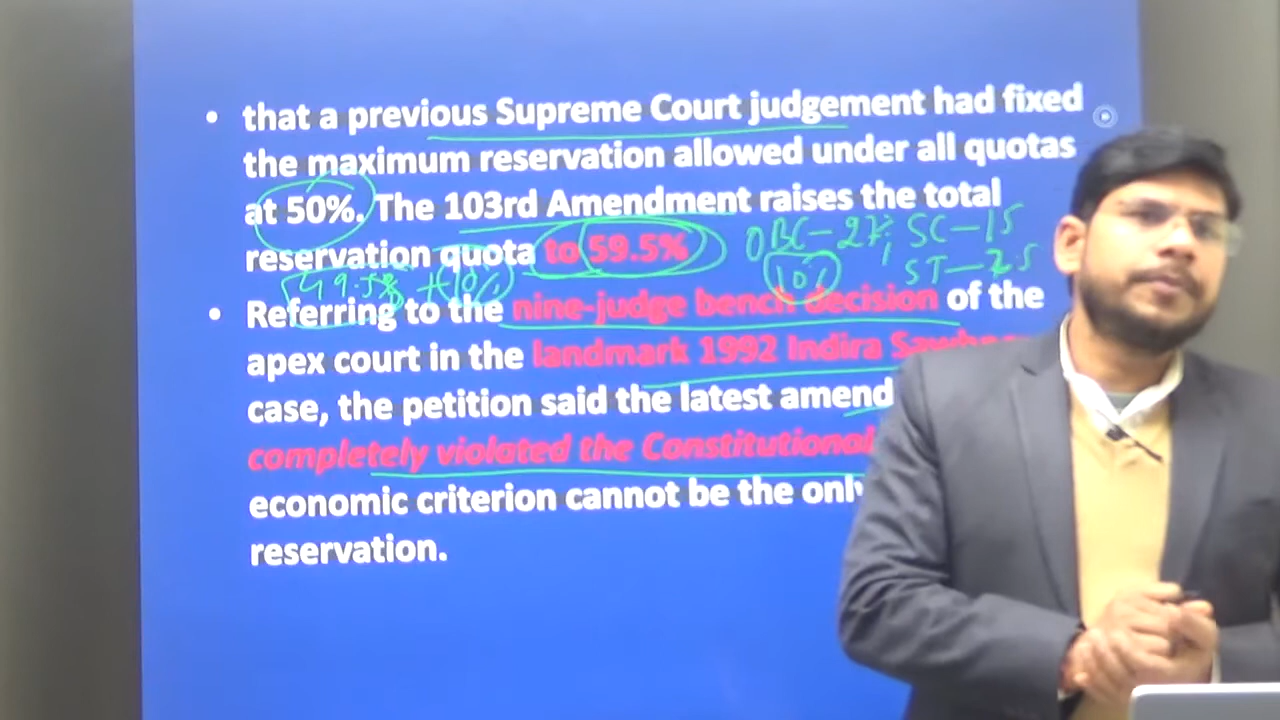 • that a previous Supreme Court judgement had fixed
the maximum reservation allowed under all quotas
at 50%. The 103rd Amendment raises the total
reservation quota to 59.5%
OBC-27%, SC-15
10%
ST-7.5
49.5% + 10%
• Referring to the nine-judge bench decision of the
apex court in the landmark 1992 Indira
case, the petition said the latest amend
completely violated the Constitutional
economic criterion cannot be the only
reservation.